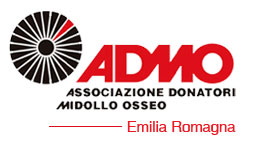 ADMO
ASSOCIAZIONE DONATORI
MIDOLLO OSSEO
Emilia Romagna